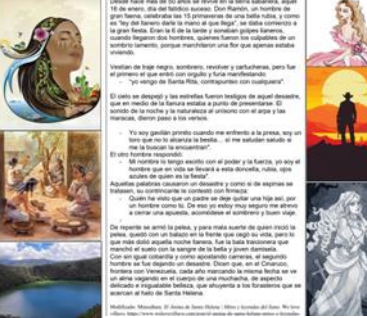 Desde hace más de 50 años se revive en la tierra sabanera, aquel
16 de enero, día del fatídico suceso. Don Ramón, un hombre de
gran faena, celebraba las 15 primaveras de una bella rubia, y como
es "ley del llanero darle la mano al que llega", se daba comienzo a
la gran fiesta. Eran la 6 de la tarde y sonaban golpes llaneros,
cuando llegaron dos hombres, quienes fueron los culpables de un
sombrío lamento, porque marchitaron una flor que apenas estaba
viviendo.
Vestían de traje negro, sombrero, revolver y cartucheras, pero fue
el primero el que entró con orgullo y furia manifestando:
- "yo vengo de Santa Rita, contrapunteo con cualquiera".
El cielo se despejó y las estrellas fueron testigos de aquel desastre,
que en medio de la llanura estaba a punto de presentarse. El
sonido de la noche y la naturaleza al unísono con el arpa y las
maracas, dieron paso a los versos.
- Yo soy gavilán primito cuando me enfrento a la presa, soy un
toro que no lo alcanza la bestia... si me saludan saludo si
me la buscan la encuentran".
El otro hombre respondió:
- Mi nombre lo tengo escrito con el poder y la fuerza, yo soy el
hombre que en vida se llevará a esta doncella, rubia, ojos
azules de quien es la fiesta".
Aquellas palabras causaron un desastre y como si de espinas se
tratasen, su contrincante le contestó con firmeza:
- Quién ha visto que un padre se deje quitar una hija así, por
un hombre como tú. De eso yo estoy muy seguro me atrevo
a cerrar una apuesta, acomódese el sombrero y buen viaje.
De repente se armó la pelea, y para mala suerte de quien inició la
pelea, quedó con un balazo en la frente que cegó su vida, pero lo
que más dolió aquella noche llanera, fue la bala traicionera que
manchó el suelo con la sangre de la bella y joven damisela.
Con sin igual cobardía y como apostando carreras, el segundo
hombre se fue dejando un desastre. Dicen que, en el Cinaruco,
frontera con Venezuela, cada año marcando la misma fecha se ve
un alma vagando en el cuerpo de una muchacha, de aspecto
delicado e inigualable belleza, que ahuyenta a los forasteros que se
acercan al hato de Santa Helena.